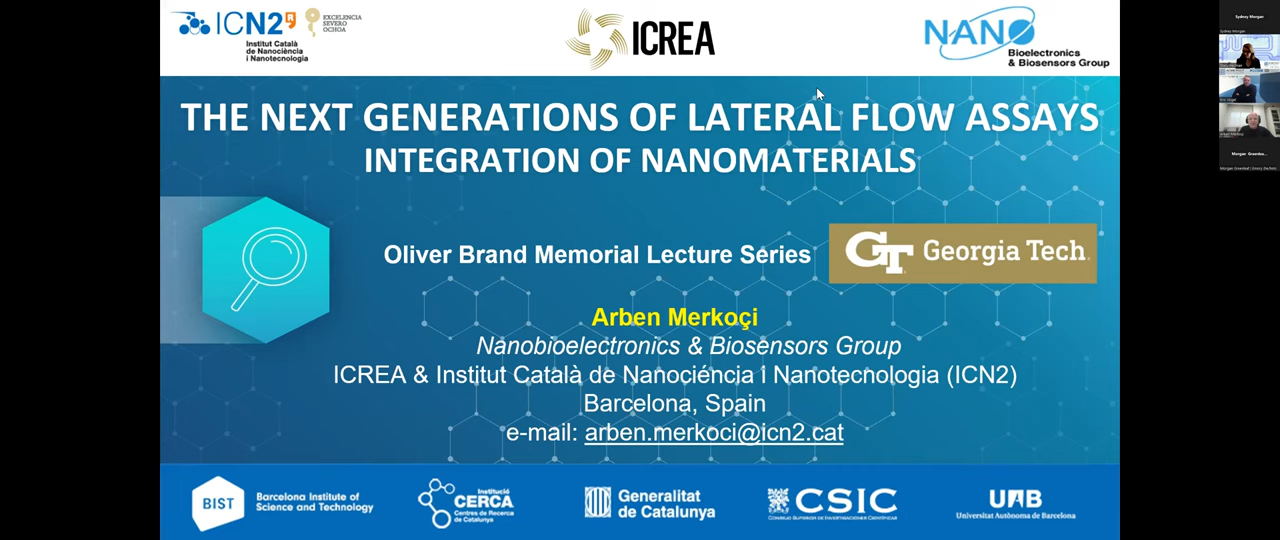 ICN2
Institut Català
de Nanociència
i Nanotecnologia
EXCELENCIA
SEVERO
OCHOA
ICREA
NANO
Bioelectronics
& Biosensors Group
THE NEXT GENERATIONS OF LATERAL FLOW ASSAYS
INTEGRATION OF NANOMATERIALS
Oliver Brand Memorial Lecture Series
GT Georgia Tech
Arben Merkoçi
Nanobioelectronics & Biosensors Group
ICREA & Institut Català de Nanociéncia i Nanotecnologia (ICN2)
Barcelona, Spain
e-mail: arben.merkoci@icn2.cat
BIST
Barcelona Institute of
Science and Technology
Institució
CERCA
Centres de Recerca
de Catalunya
Generalitat
de Catalunya
CSIC
CONSEJO SUPERIOR DE INVESTIGACIONES CIENTÍFICAS
UAB
Universitat Autònoma de Barcelona
Sydney Morgan
Sydney Morgan